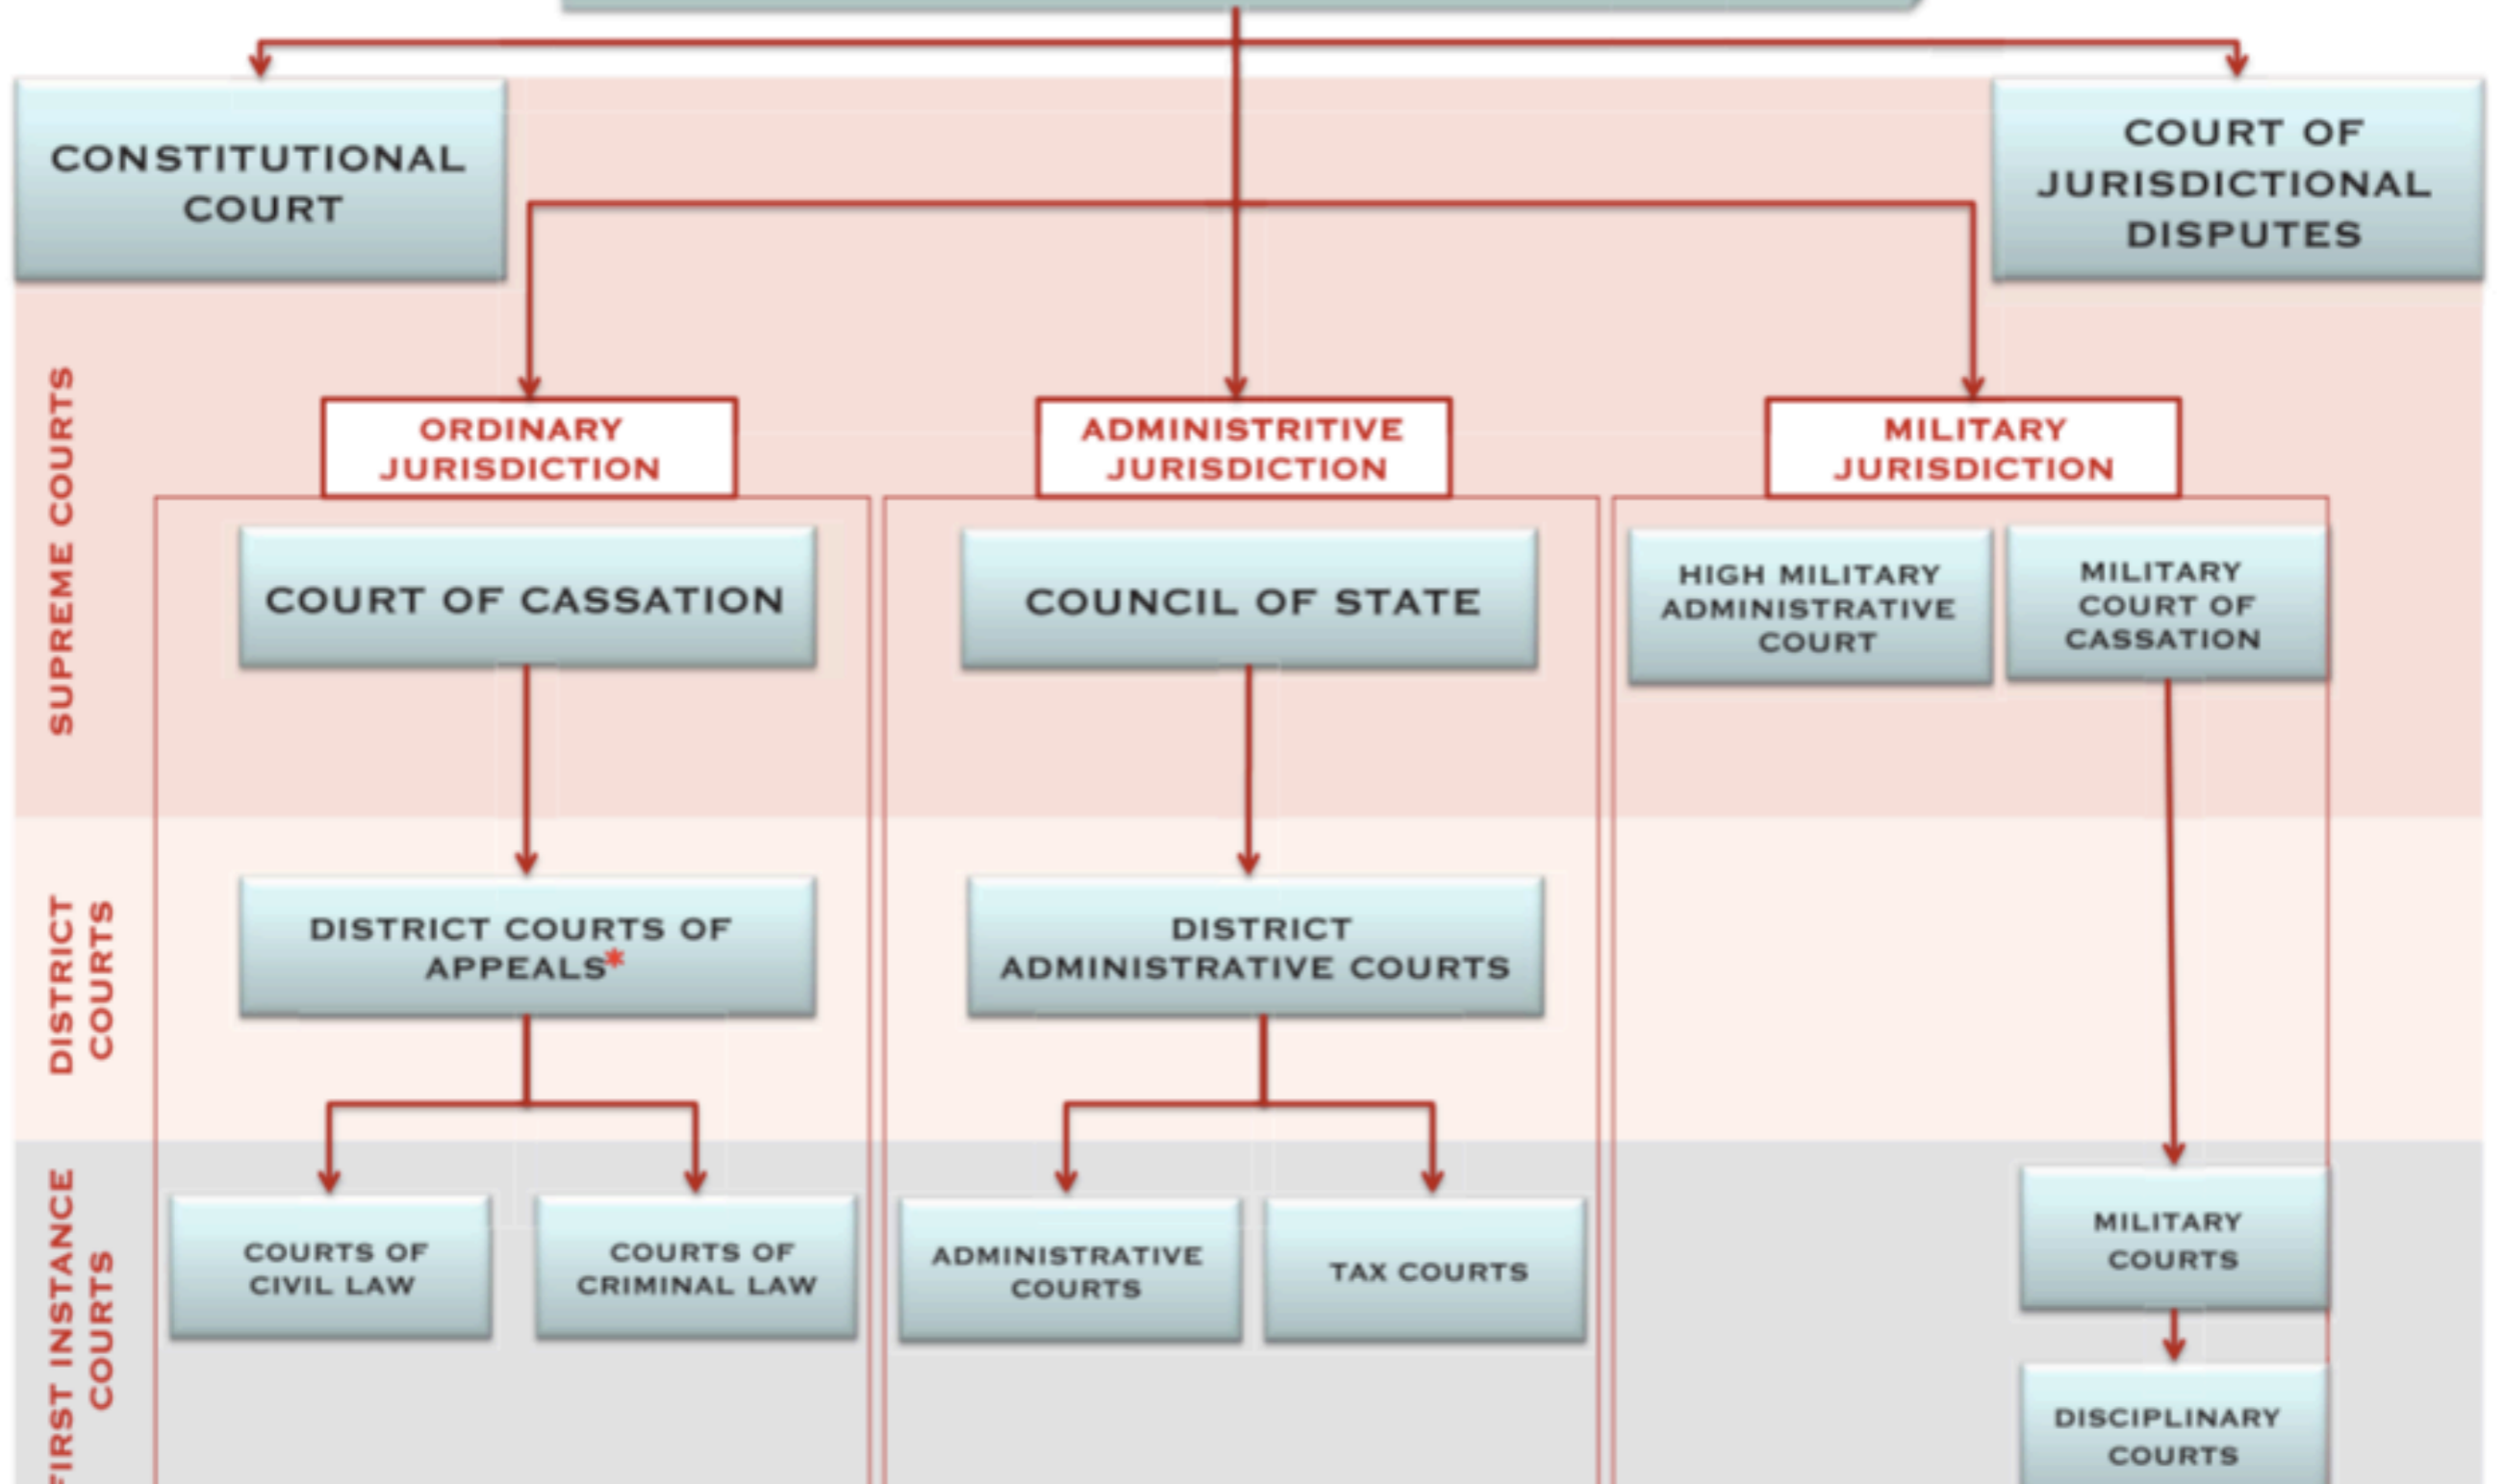 CONSTITUTIONAL
COURT
COURT OF
JURISDICTIONAL
DISPUTES
SUPREME COURTS
ORDINARY
JURISDICTION
ADMINISTRITIVE
JURISDICTION
MILITARY
JURISDICTION
COURT OF CASSATION
COUNCIL OF STATE
HIGH MILITARY
ADMINISTRATIVE
COURT
MILITARY
COURT OF
CASSATION
DISTRICT
COURTS
DISTRICT COURTS OF
APPEALS*
DISTRICT
ADMINISTRATIVE COURTS
FIRST INSTANCE
COURTS
COURTS OF
CIVIL LAW
COURTS OF
CRIMINAL LAW
ADMINISTRATIVE
COURTS
TAX COURTS
MILITARY
COURTS
DISCIPLINARY
COURTS